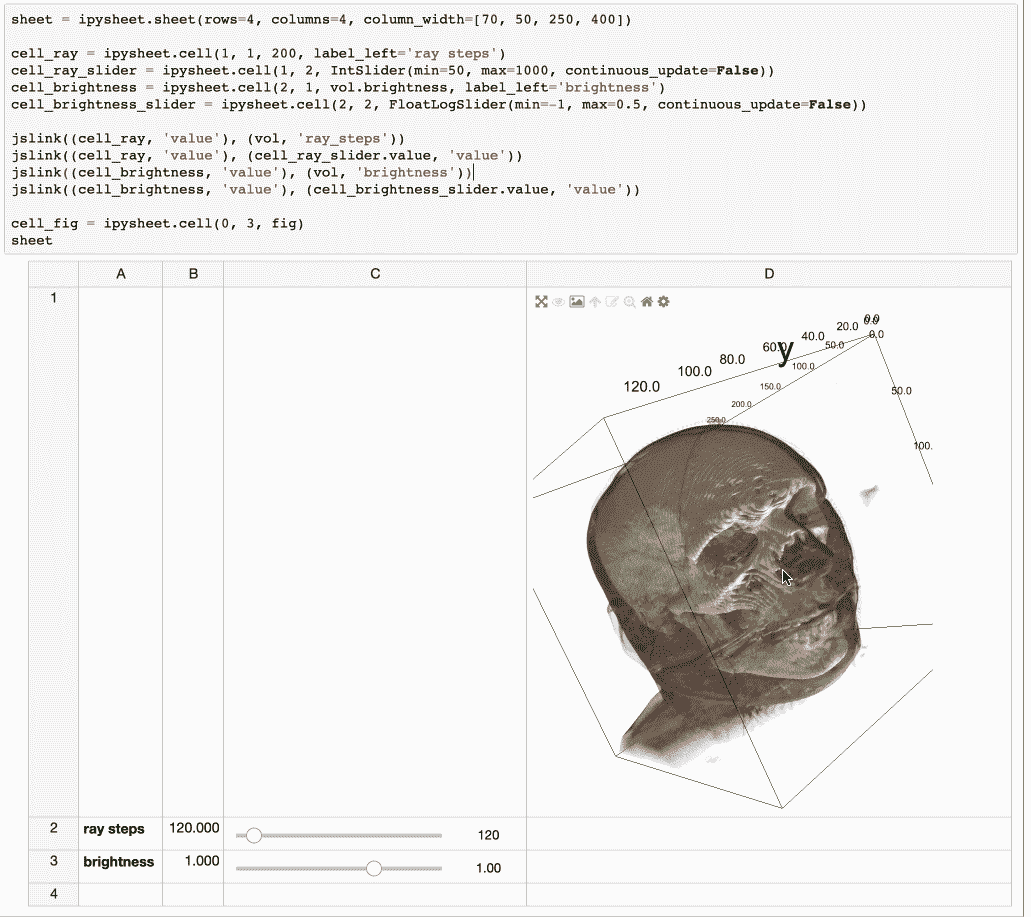 sheet = ipysheet.sheet(rows=4, columns=4, column_width=[70, 50, 250, 400])
cell_ray = ipysheet.cell(1, 1, 200, label_left='ray steps')
cell_ray_slider = ipysheet.cell(1, 2, IntSlider(min=50, max=1000, continuous_update=False))
cell_brightness = ipysheet.cell(2, 1, vol.brightness, label_left='brightness')
cell_brightness_slider = ipysheet.cell(2, 2, FloatLogSlider(min=-1, max=0.5, continuous_update=False))
jslink((cell_ray, 'value'), (vol, 'ray_steps'))
jslink((cell_ray, 'value'), (cell_ray_slider.value, 'value'))
jslink((cell_brightness, 'value'), (vol, 'brightness'))
jslink((cell_brightness, 'value'), (cell_brightness_slider.value, 'value'))
cell_fig = ipysheet.cell(0, 3, fig)
sheet
A B C D
1
0.0
0.0
20.0
0.0
40.0
50.0
60.0
y
80.0
100.0
100.0
150.0
120.0
50.0
200.0
250.0
100.
2 ray steps 120.000 120
3 brightness 1.000 1.00
4